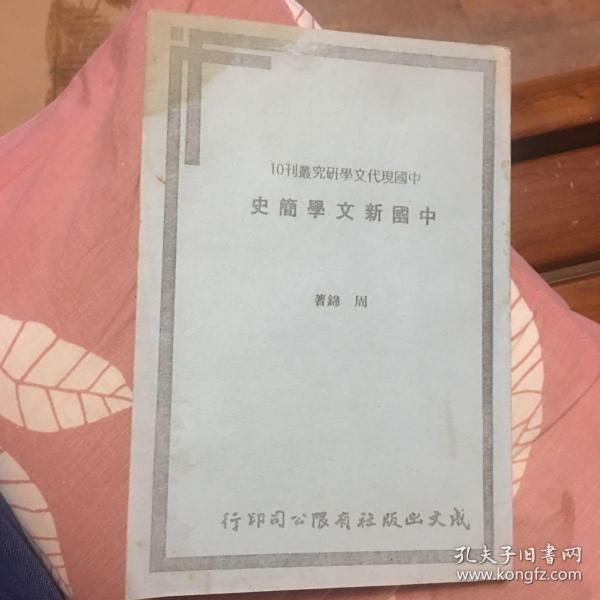 中國現代文學研究叢刊10
中國新文學簡史
周錦著
成文出版社有限公司印行
孔夫子旧书网
www.kongfz.com